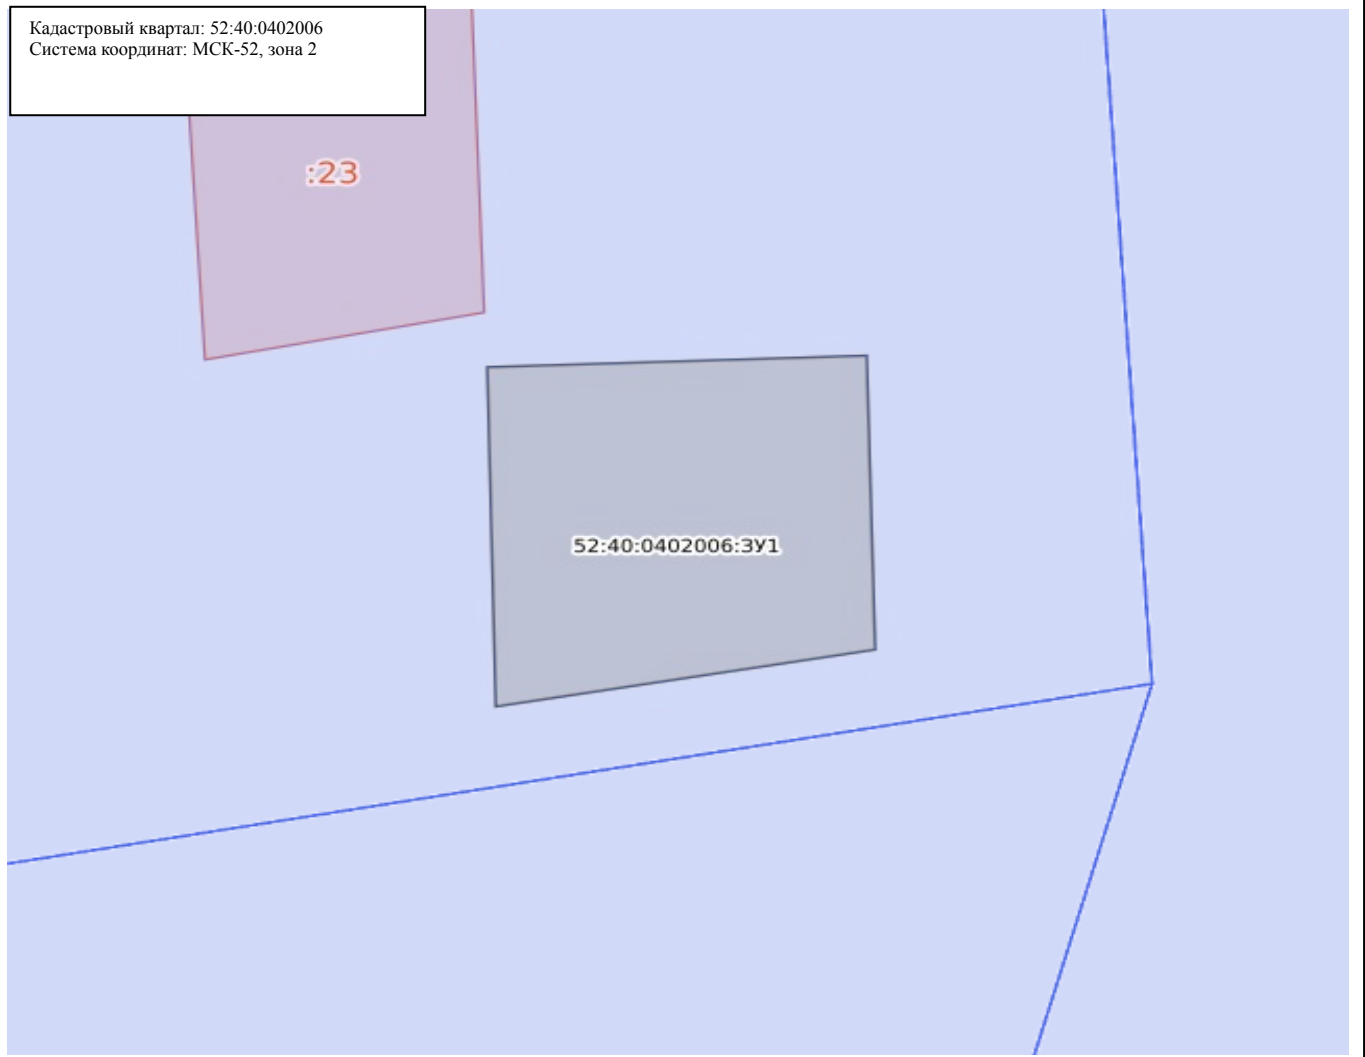 Кадастровый квартал: 52:40:0402006
Система координат: МСК-52, зона 2
:23
52:40:0402006:ЗУ1